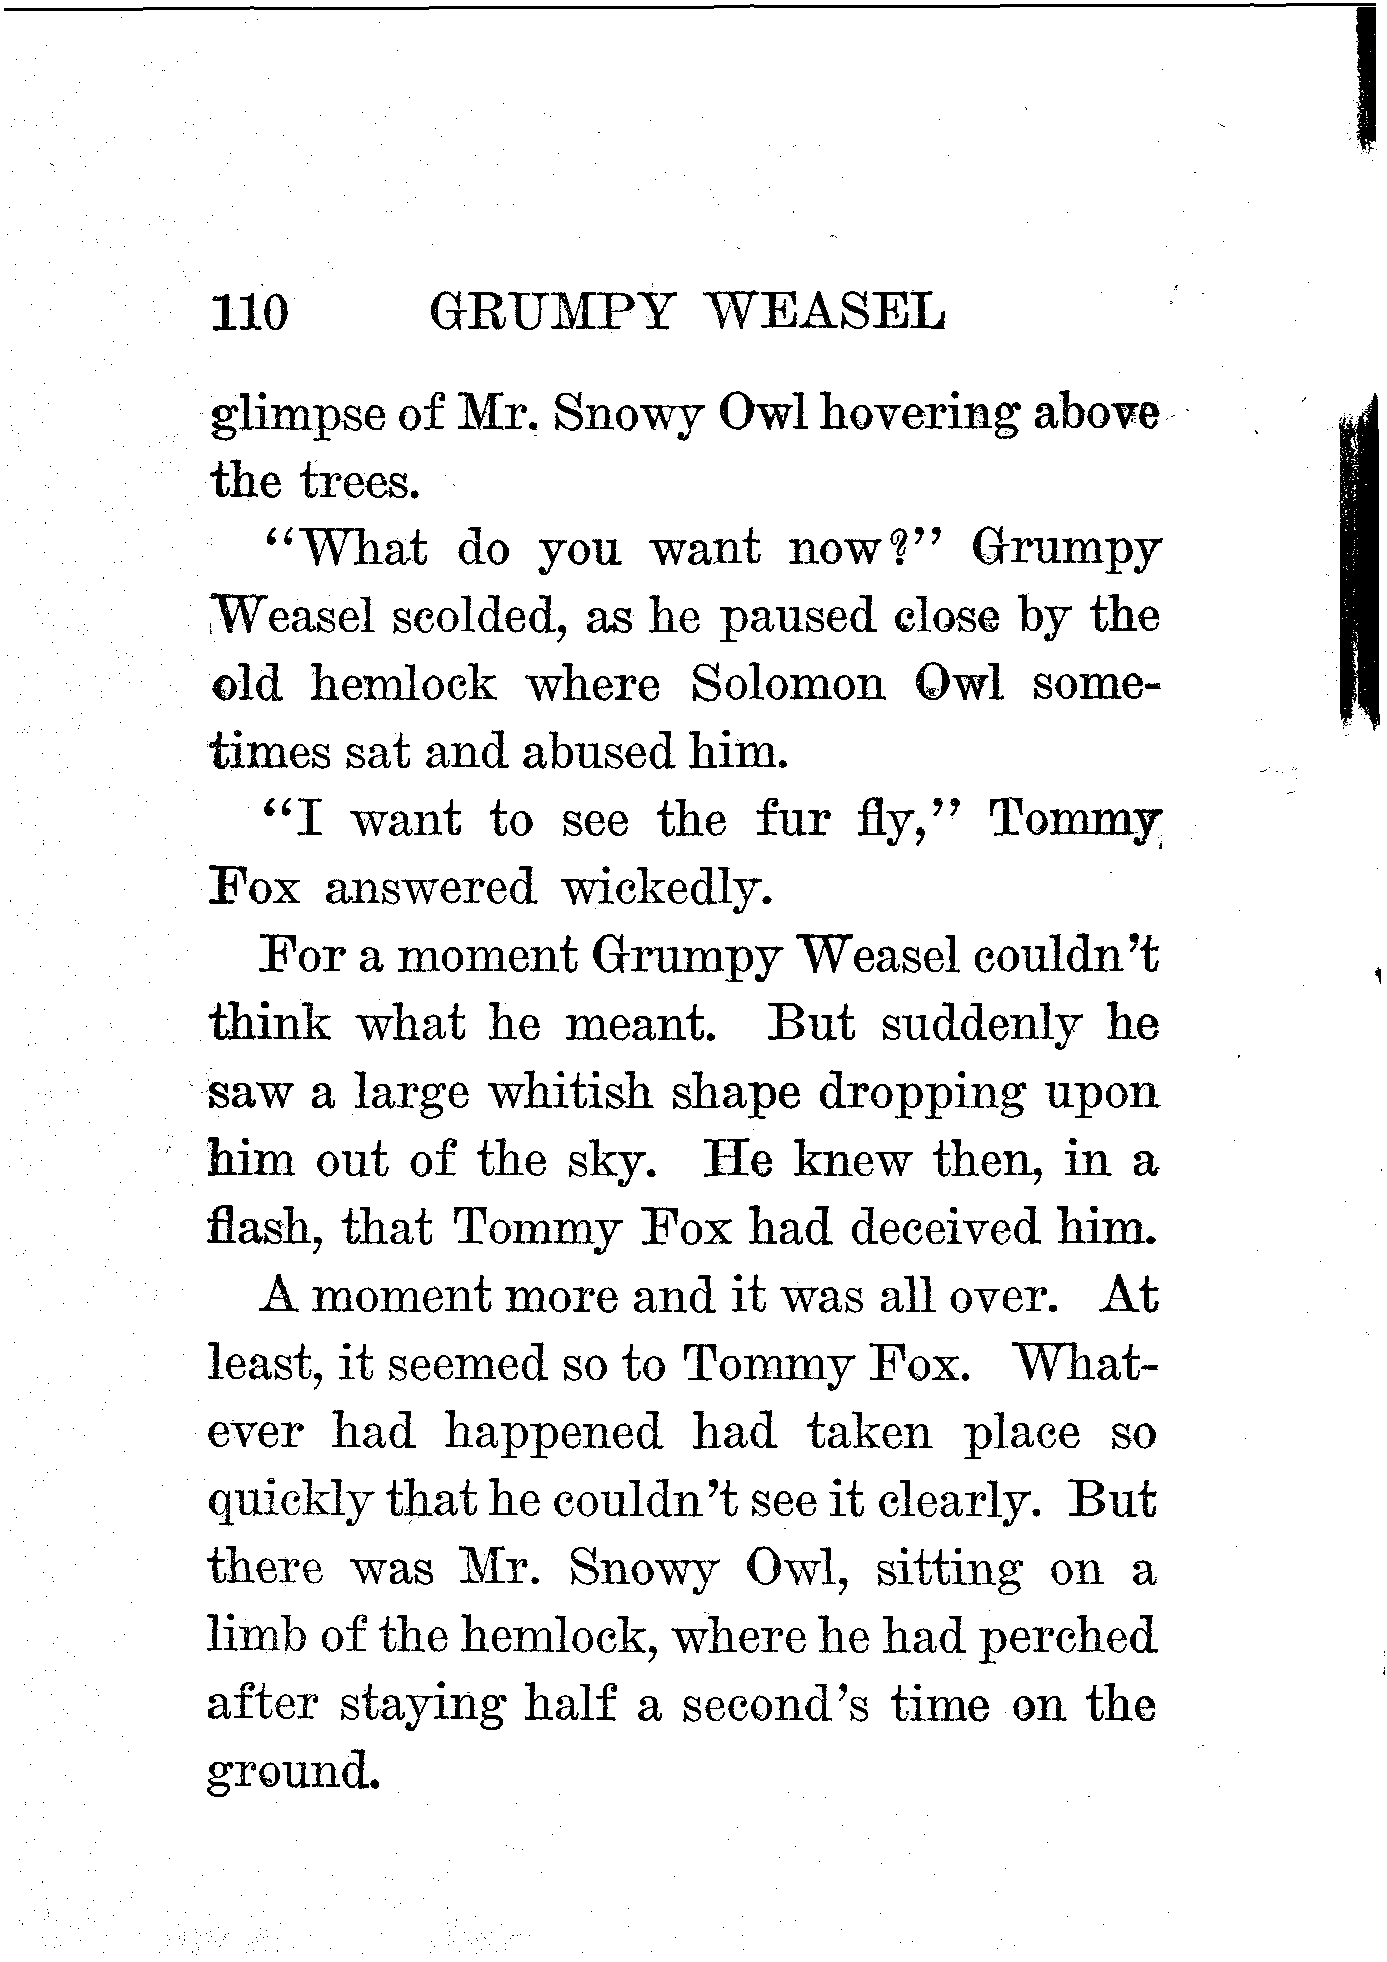 110 GRUMPY WEASEL
glimpse of Mr. Snowy Owl hovering above
the trees.
"What do you want now?" Grumpy
Weasel scolded, as he paused close by the
old hemlock where Solomon Owl some-
times sat and abused him.
"I want to see the fur fly," Tommy
Fox answered wickedly.
For a moment Grumpy Weasel couldn't
think what he meant. But suddenly he
saw a large whitish shape dropping upon
him out of the sky. He knew then, in a
flash, that Tommy Fox had deceived him.
A moment more and it was all over. At
least, it seemed so to Tommy Fox. What-
ever had happened had taken place so
quickly that he couldn't see it clearly. But
there was Mr. Snowy Owl, sitting on a
limb of the hemlock, where he had perched
after staying half a second's time on the
ground.